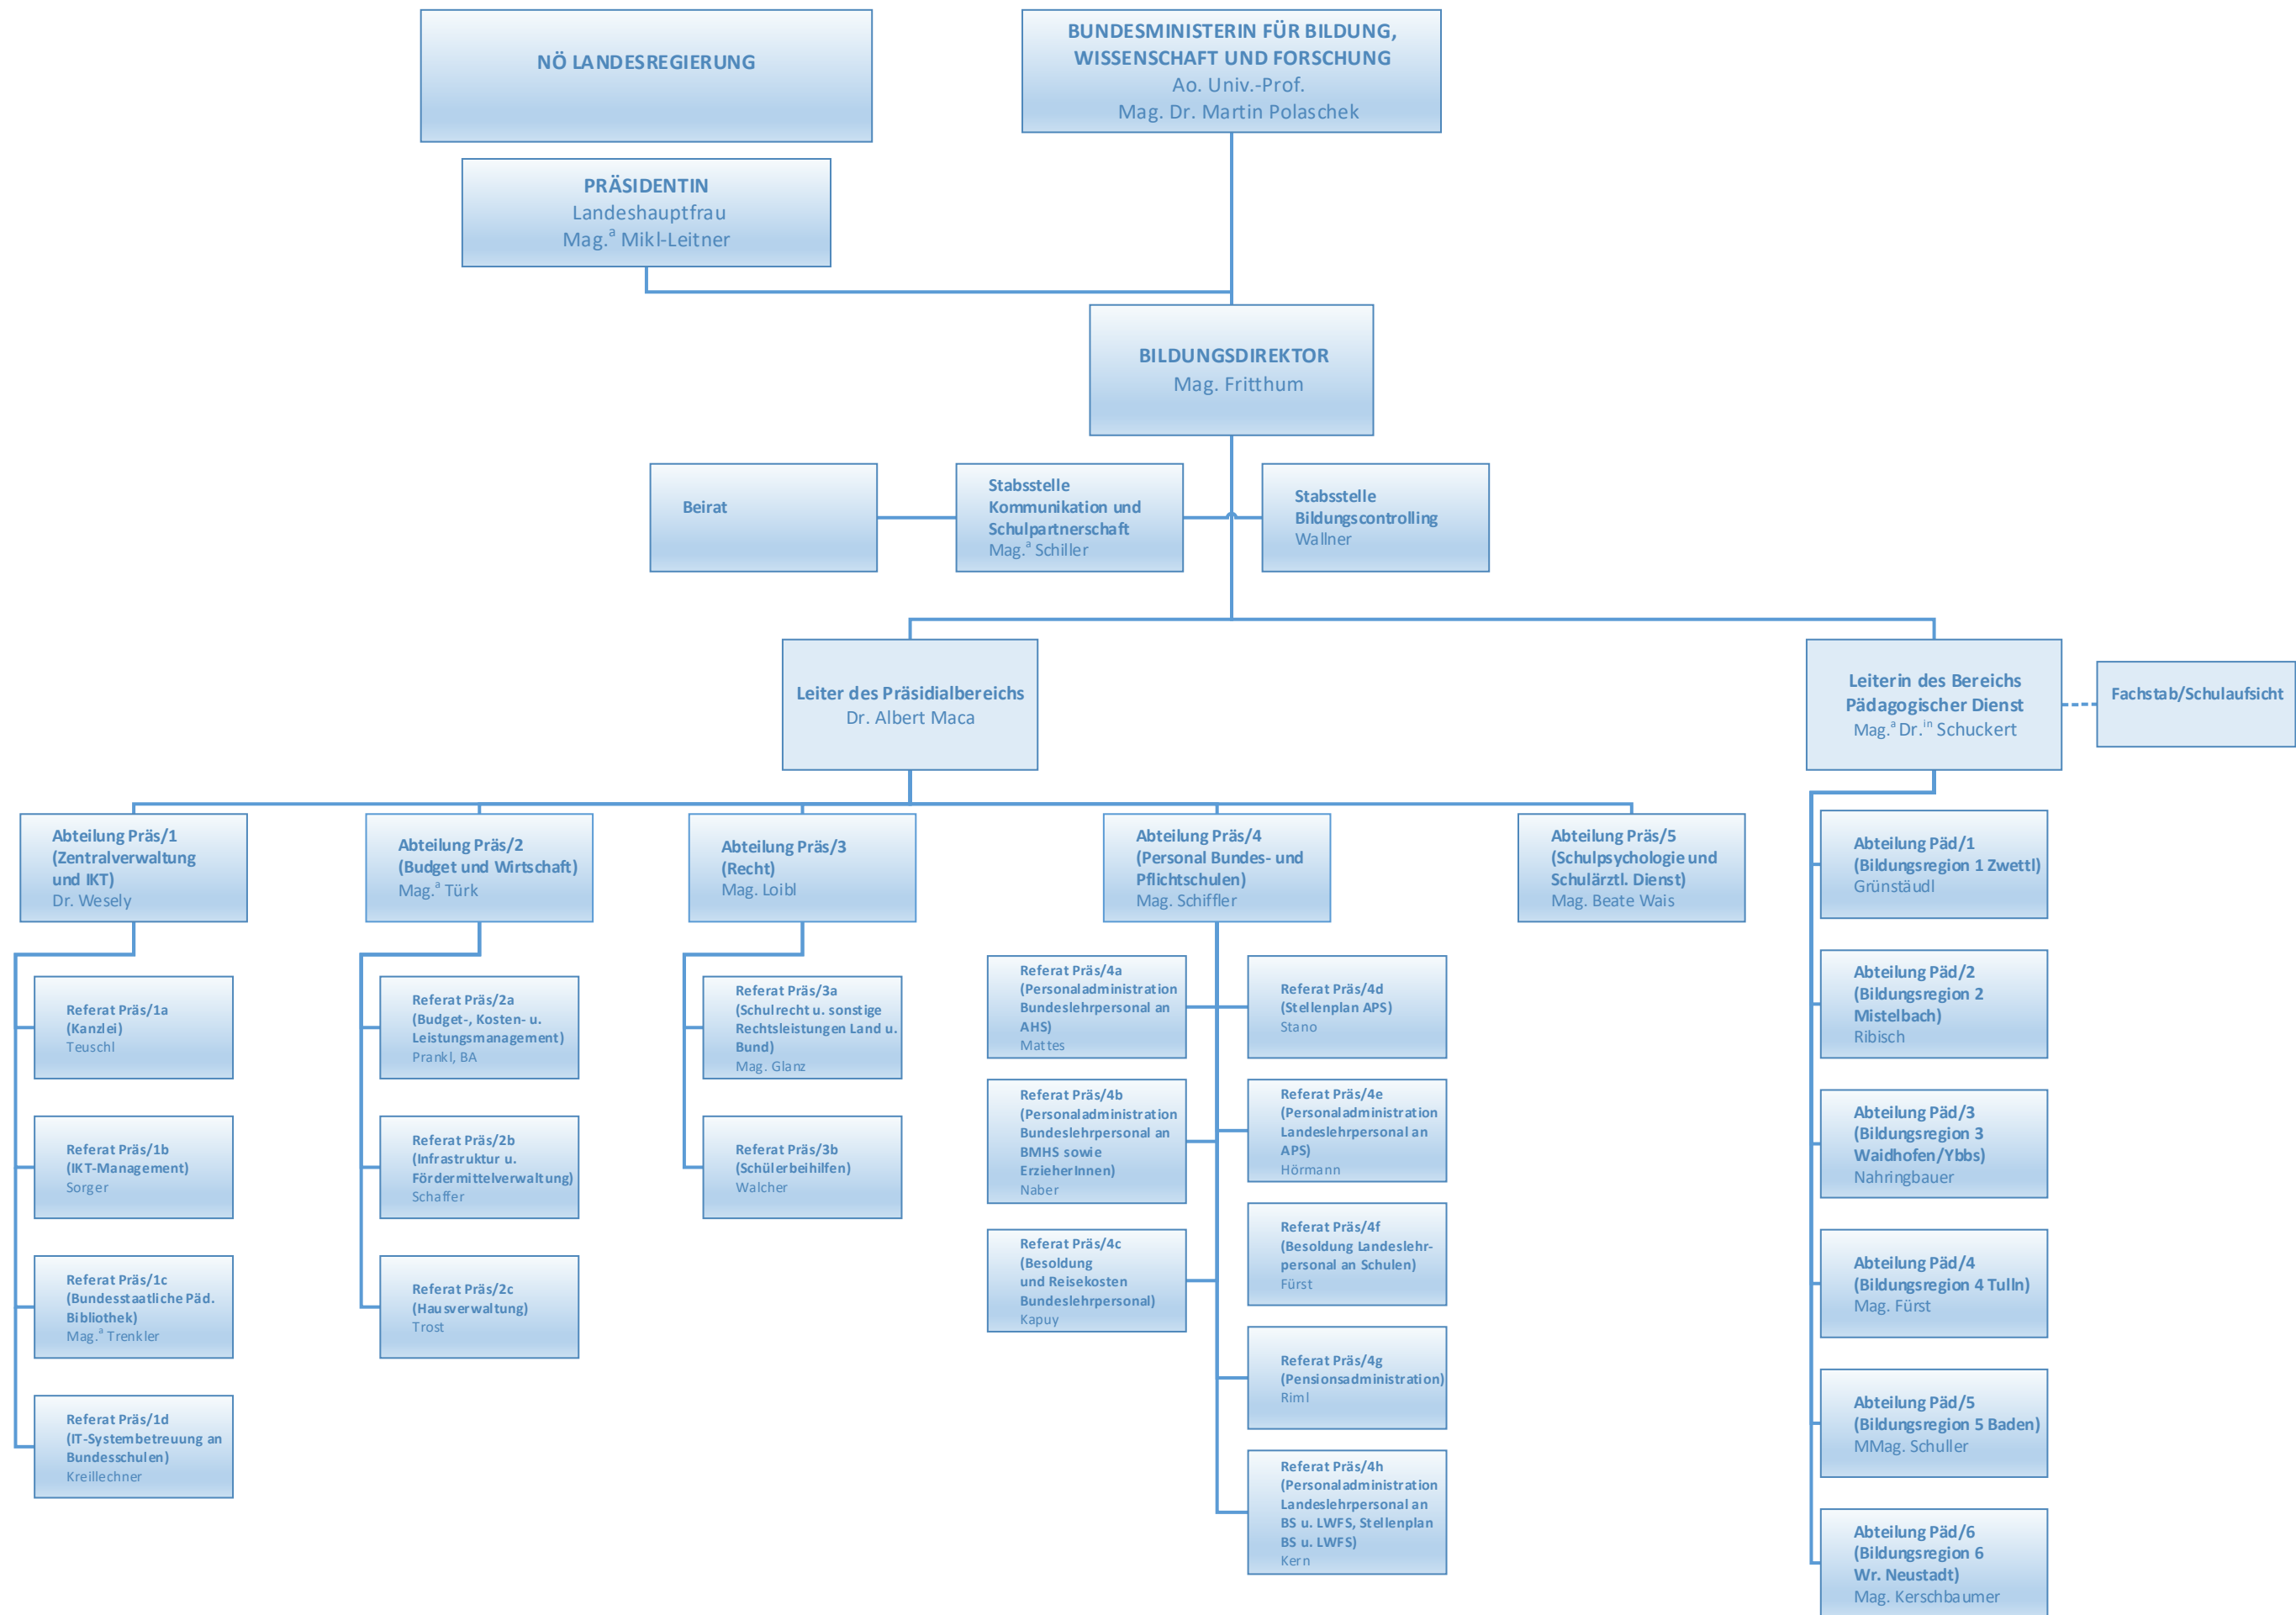 NÖ LANDESREGIERUNG
BUNDESMINISTERIN FÜR BILDUNG,
WISSENSCHAFT UND FORSCHUNG
Ao. Univ.-Prof.
Mag. Dr. Martin Polaschek
PRÄSIDENTIN
Landeshauptfrau
Mag.ᵃ Mikl-Leitner
BILDUNGSDIREKTOR
Mag. Fritthum
Beirat
Stabsstelle
Kommunikation und
Schulpartnerschaft
Mag.ᵃ Schiller
Stabsstelle
Bildungscontrolling
Wallner
Leiter des Präsidialbereichs
Dr. Albert Maca
Leiterin des Bereichs
Pädagogischer Dienst
Mag.ᵃ Dr.ⁱⁿ Schuckert
Fachstab/Schulaufsicht
Abteilung Präs/1
(Zentralverwaltung
und IKT)
Dr. Wesely
Abteilung Präs/2
(Budget und Wirtschaft)
Mag.ᵃ Türk
Abteilung Präs/3
(Recht)
Mag. Loibl
Abteilung Präs/4
(Personal Bundes- und
Pflichtschulen)
Mag. Schiffler
Abteilung Präs/5
(Schulpsychologie und
Schulärztl. Dienst)
Mag. Beate Wais
Referat Präs/1a
(Kanzlei)
Teuschl
Referat Präs/1b
(IKT-Management)
Sorger
Referat Präs/1c
(Bundesstaatliche Päd.
Bibliothek)
Mag.ᵃ Trenkler
Referat Präs/1d
(IT-Systembetreuung an
Bundesschulen)
Kreillechner
Referat Präs/2a
(Budget-, Kosten- u.
Leistungsmanagement)
Prankl, BA
Referat Präs/2b
(Infrastruktur u.
Fördermittelverwaltung)
Schaffer
Referat Präs/2c
(Hausverwaltung)
Trost
Referat Präs/3a
(Schulrecht u. sonstige
Rechtsleistungen Land u.
Bund)
Mag. Glanz
Referat Präs/3b
(Schülerbeihilfen)
Walcher
Referat Präs/4a
(Personaladministration
Bundeslehrpersonal an
AHS)
Mattes
Referat Präs/4b
(Personaladministration
Bundeslehrpersonal an
BMHS sowie
ErzieherInnen)
Naber
Referat Präs/4c
(Besoldung
und Reisekosten
Bundeslehrpersonal)
Kapuy
Referat Präs/4d
(Stellenplan APS)
Stano
Referat Präs/4e
(Personaladministration
Landeslehrpersonal an
APS)
Hörmann
Referat Präs/4f
(Besoldung Landeslehr-
personal an Schulen)
Fürst
Referat Präs/4g
(Pensionsadministration)
Riml
Referat Präs/4h
(Personaladministration
Landeslehrpersonal an
BS u. LWFS, Stellenplan
BS u. LWFS)
Kern
Abteilung Päd/1
(Bildungsregion 1 Zwettl)
Grünstäudl
Abteilung Päd/2
(Bildungsregion 2
Mistelbach)
Ribisch
Abteilung Päd/3
(Bildungsregion 3
Waidhofen/Ybbs)
Nahringbauer
Abteilung Päd/4
(Bildungsregion 4 Tulln)
Mag. Fürst
Abteilung Päd/5
(Bildungsregion 5 Baden)
MMag. Schuller
Abteilung Päd/6
(Bildungsregion 6
Wr. Neustadt)
Mag. Kerschbaumer